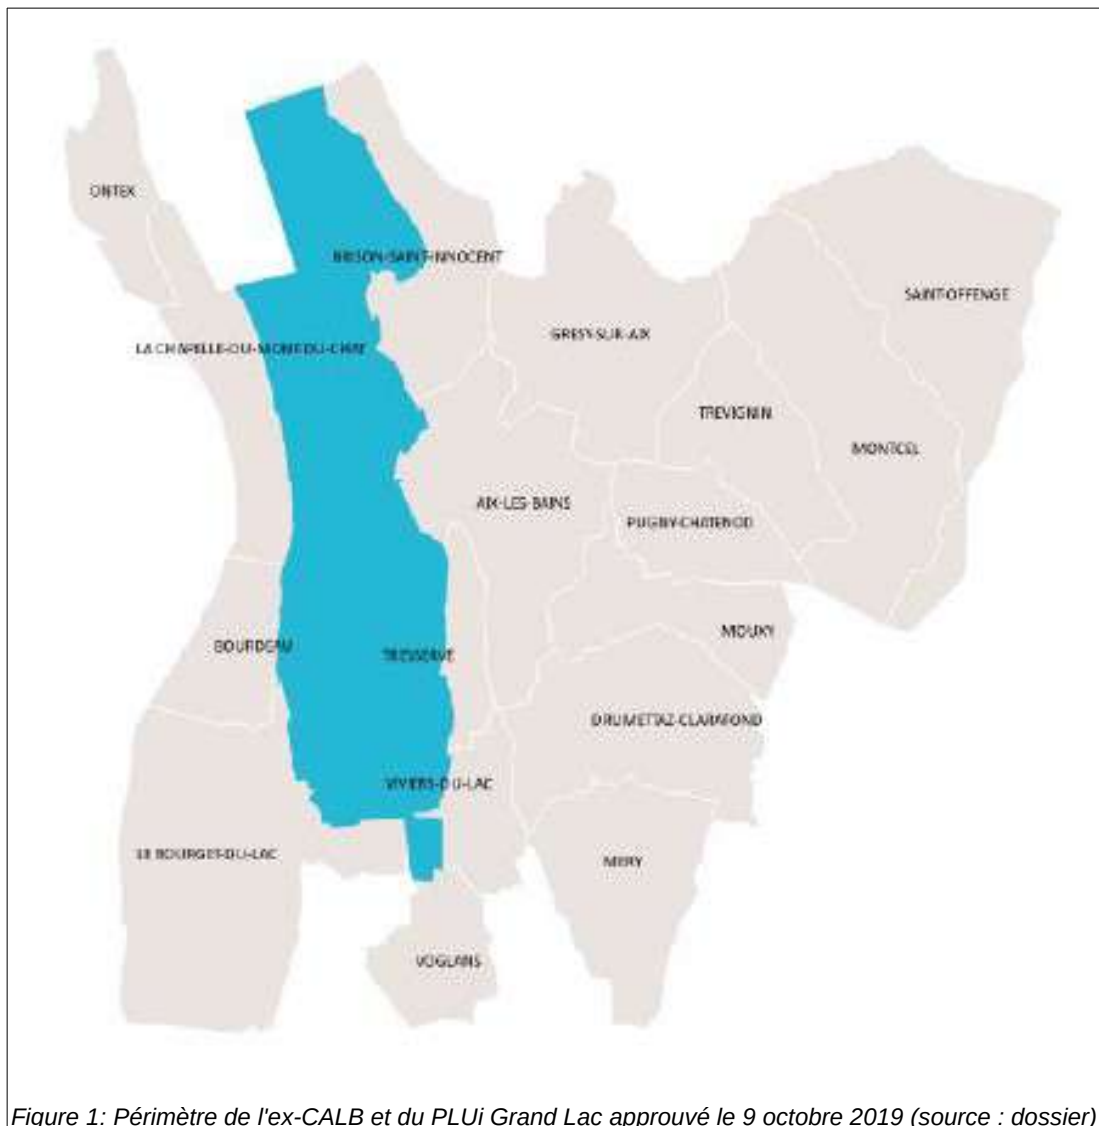 ONTEX
BRISON-SAINT-INNOCENT
SAINT-OFFENGE
GRESY-SUR-AIX
LA CHAPELLE-DU-MONT-DU-CHAT
TREVIGNIN
MONTCEL
AIX-LES-BAINS
PUGNY-CHATENOD
MOUXY
BOURDEAU
TRESSERVE
DRUMETTAZ-CLARAFOND
VIVIERS-DU-LAC
LE BOURGET-DU-LAC
MERY
VOGLANS
Figure 1: Périmètre de l'ex-CALB et du PLUi Grand Lac approuvé le 9 octobre 2019 (source : dossier)